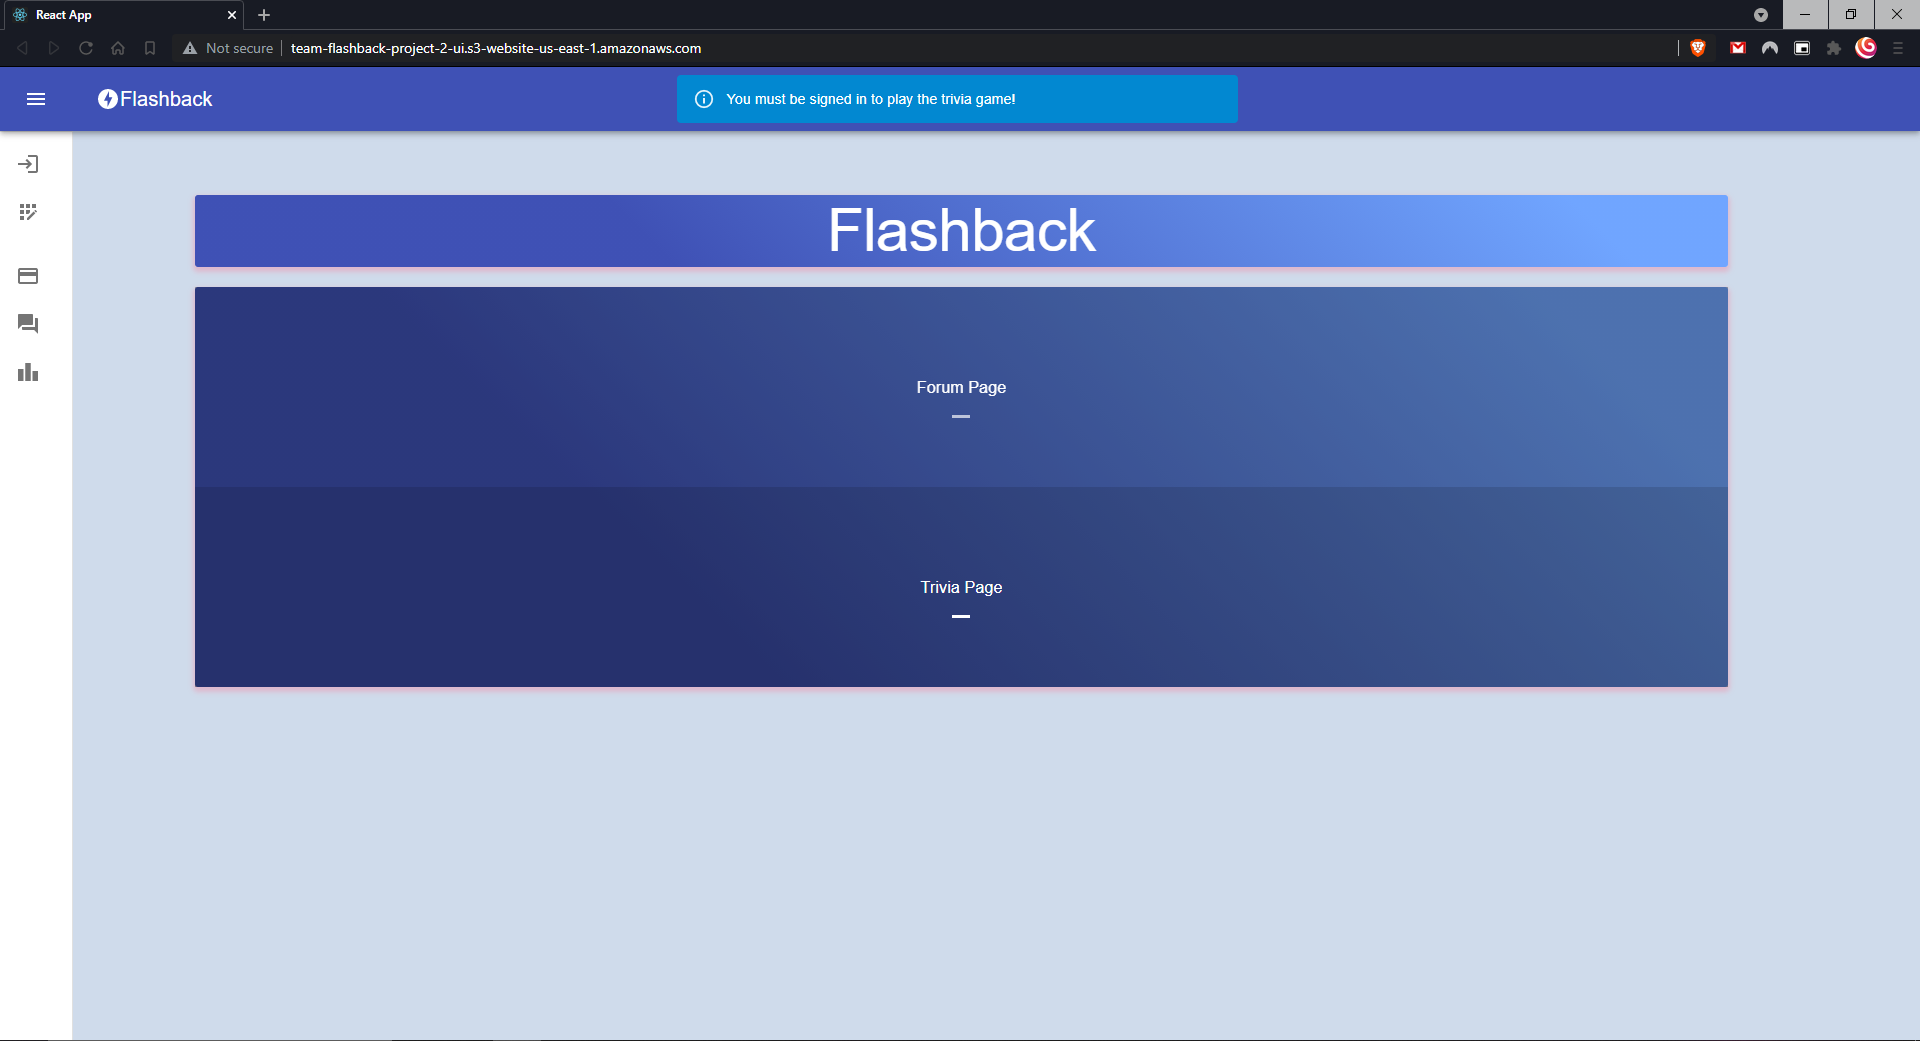 React App
Not secure
team-flashback-project-2-ui.s3-website-us-east-1.amazonaws.com
Flashback
You must be signed in to play the trivia game!
Flashback
Forum Page
Trivia Page